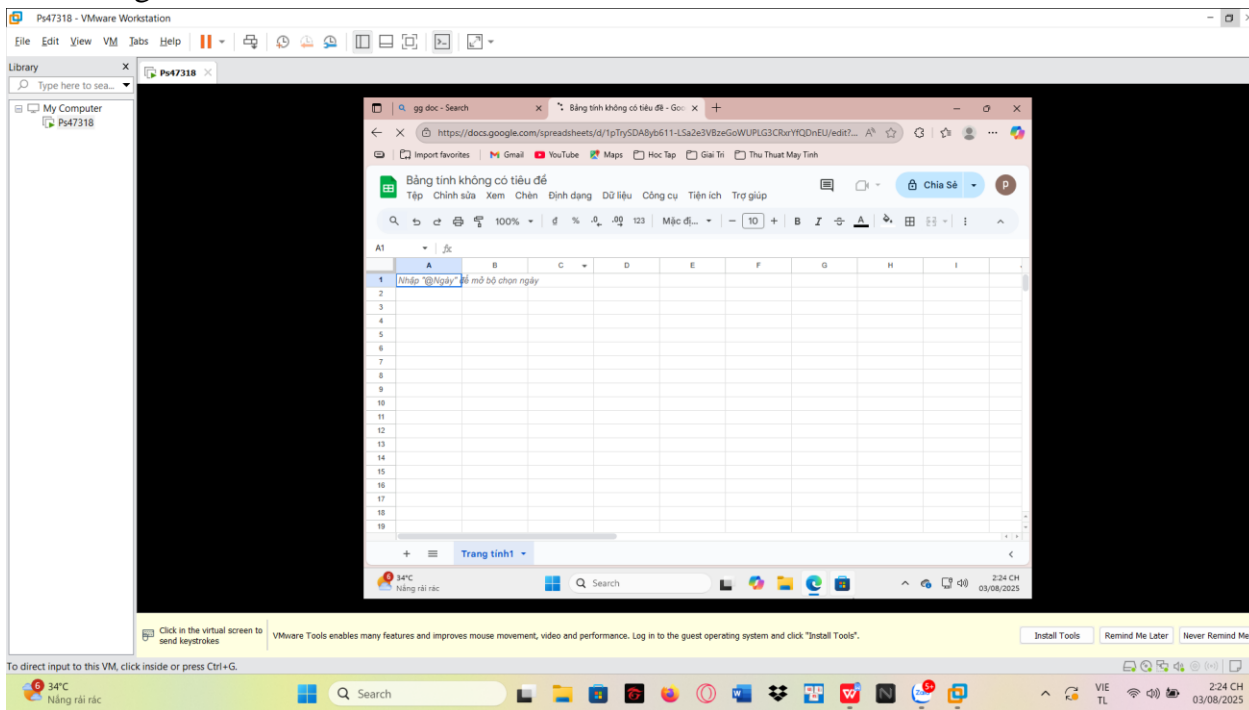 Ps47318 - VMware Workstation
File Edit View VM Tabs Help
Library X
Type here to sea...
My Computer
Ps47318
Ps47318
gg doc - Search
Bảng tính không có tiêu đề - Goo
https://docs.google.com/spreadsheets/d/1pTrySDA8yb611-LSa2e3VBzeGoWUPLG3CRxrYfQDnEU/edit?...
Import favorites Gmail YouTube Maps Hoc Tap Giai Tri Thu Thuat May Tinh
Bảng tính không có tiêu đề
Tệp Chỉnh sửa Xem Chèn Định dạng Dữ liệu Công cụ Tiện ích Trợ giúp
Chia Sẻ
P
100% đ % .0 .00 123 Mặc đị... − 10 + B I S A
A1 fx
A B C D E F G H I
1 Nhập "@Ngày" để mở bộ chọn ngày
2
3
4
5
6
7
8
9
10
11
12
13
14
15
16
17
18
19
Trang tính1
6
34°C
Nắng rải rác
Search
2:24 CH
03/08/2025
Click in the virtual screen to send keystrokes
VMware Tools enables many features and improves mouse movement, video and performance. Log in to the guest operating system and click "Install Tools".
Install Tools Remind Me Later Never Remind Me
To direct input to this VM, click inside or press Ctrl+G.
6
34°C
Nắng rải rác
Search
Zalo
5+
VIE
TL
2:24 CH
03/08/2025